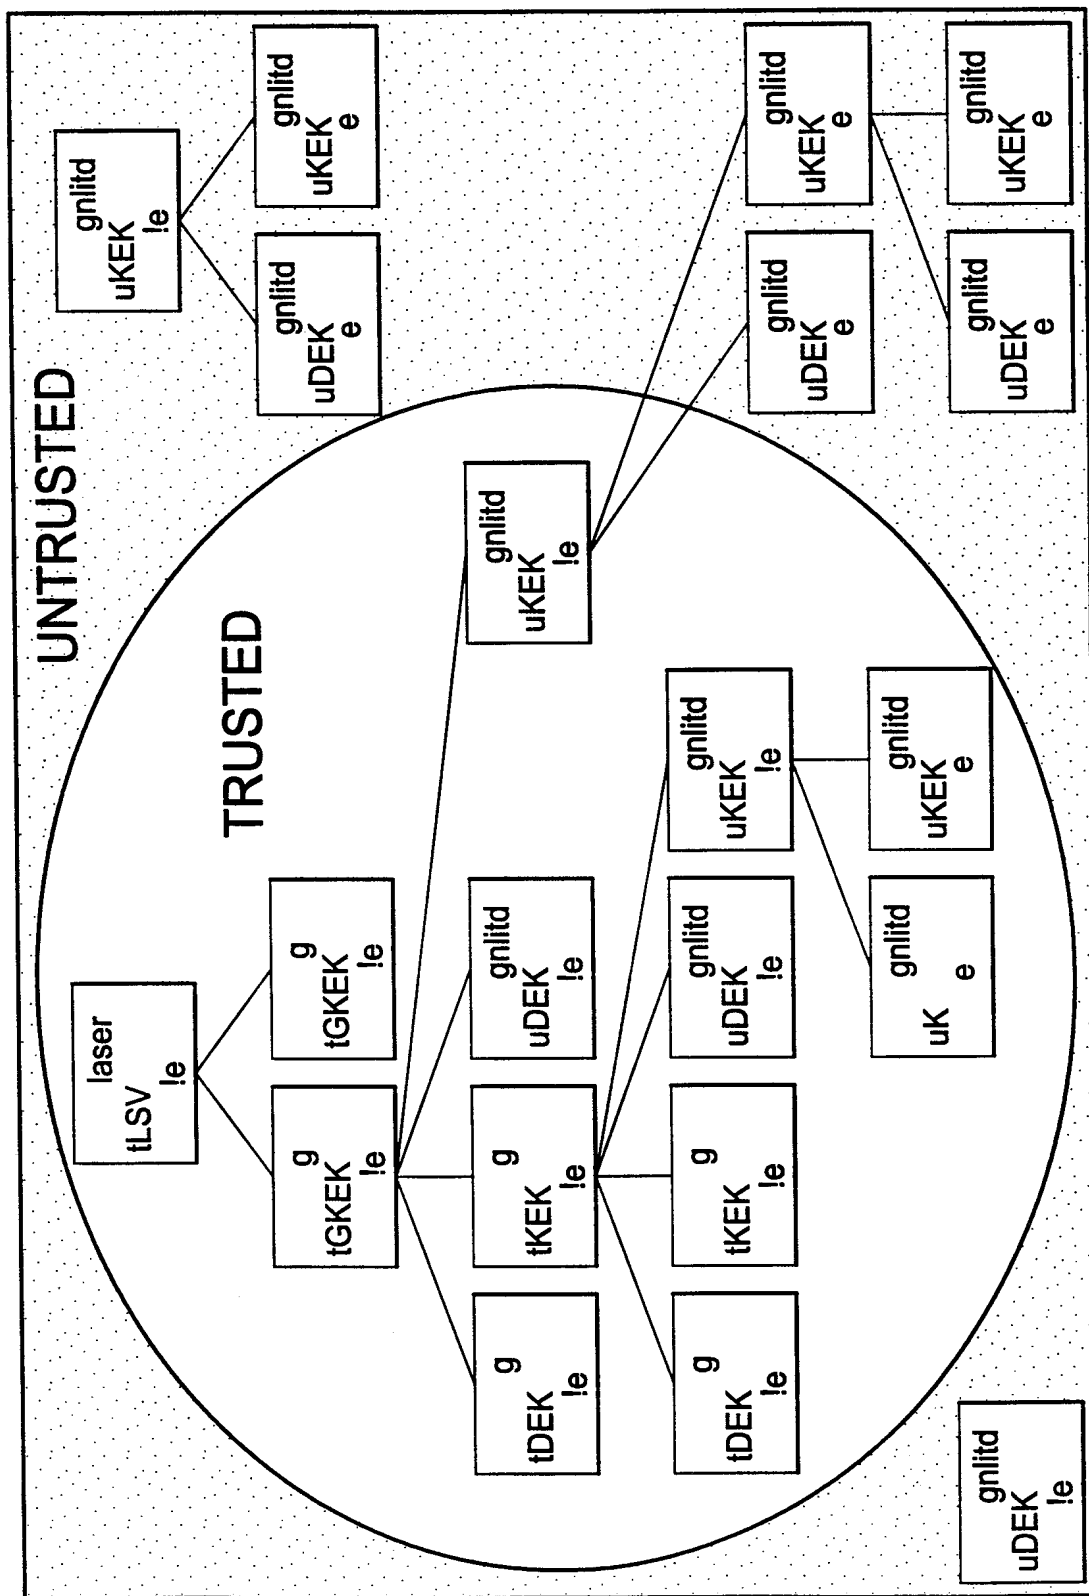 UNTRUSTED
laser
tLSV
!e
gnlitd
uKEK
!e
TRUSTED
g
tGKEK
!e
g
tGKEK
!e
gnlitd
uDEK
e
gnlitd
uKEK
e
g
tDEK
!e
g
tKEK
!e
gnlitd
uDEK
!e
gnlitd
uKEK
!e
g
tDEK
!e
g
tKEK
!e
gnlitd
uDEK
!e
gnlitd
uKEK
!e
gnlitd
uDEK
e
gnlitd
uKEK
e
gnlitd
uK
e
gnlitd
uKEK
e
gnlitd
uDEK
e
gnlitd
uKEK
e
gnlitd
uDEK
!e